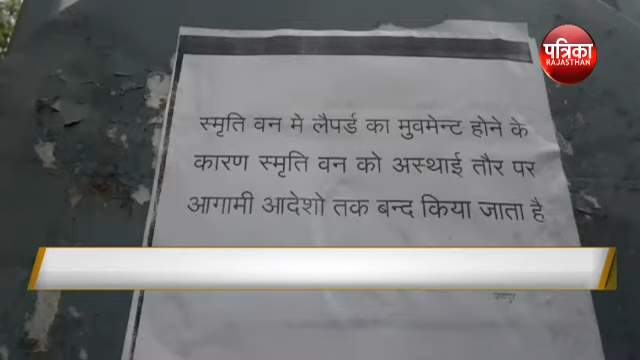 पत्रिका
RAJASTHAN
स्मृति वन मे लैपर्ड का मुवमेन्ट होने के
कारण स्मृति वन को अस्थाई तौर पर
आगामी आदेशो तक बन्द किया जाता है